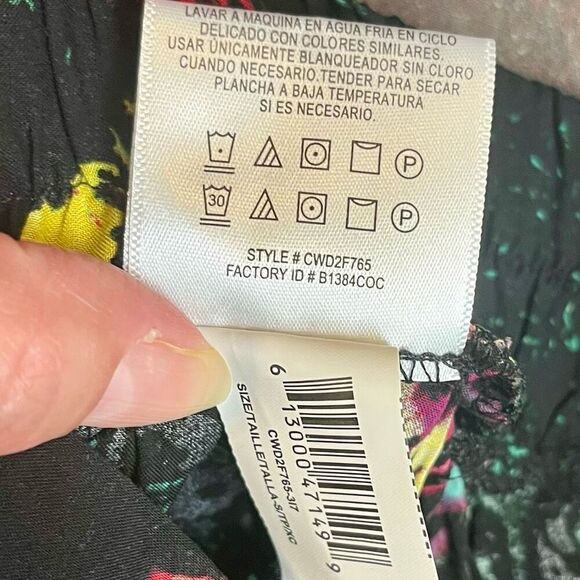 LAVAR A MAQUINA EN AGUA FRIA EN CICLO
DELICADO CON COLORES SIMILARES.
USAR ÚNICAMENTE BLANQUEADOR SIN CLORO
CUANDO NECESARIO.TENDER PARA SECAR
PLANCHA A BAJA TEMPERATURA
SI ES NECESARIO.
P
30
P
STYLE # CWD2F765
FACTORY ID # B1384COC
6 13000 47149 9
CWD2F765-317
SIZE/TAILLE/TALLA-S/TP/XC